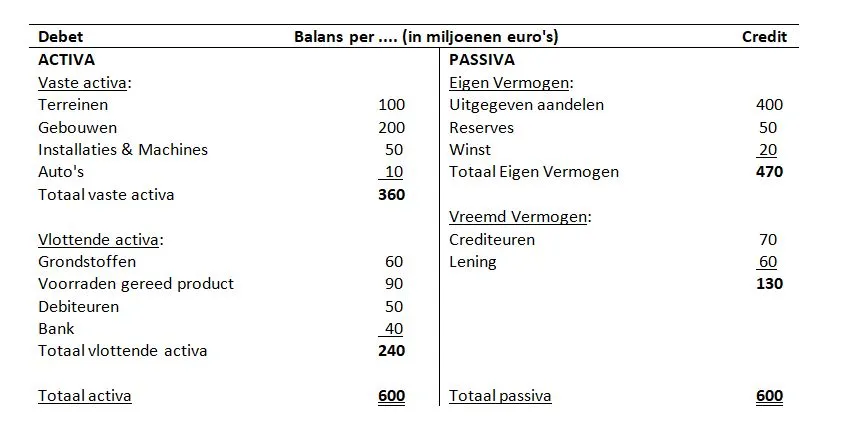 Debet Balans per .... (in miljoenen euro's) Credit
ACTIVA PASSIVA
Vaste activa: Eigen Vermogen:
Terreinen 100 Uitgegeven aandelen 400
Gebouwen 200 Reserves 50
Installaties & Machines 50 Winst 20
Auto's 10 Totaal Eigen Vermogen 470
Totaal vaste activa 360
Vreemd Vermogen:
Vlottende activa: Crediteuren 70
Grondstoffen 60 Lening 60
Voorraden gereed product 90 130
Debiteuren 50
Bank 40
Totaal vlottende activa 240
Totaal activa 600 Totaal passiva 600